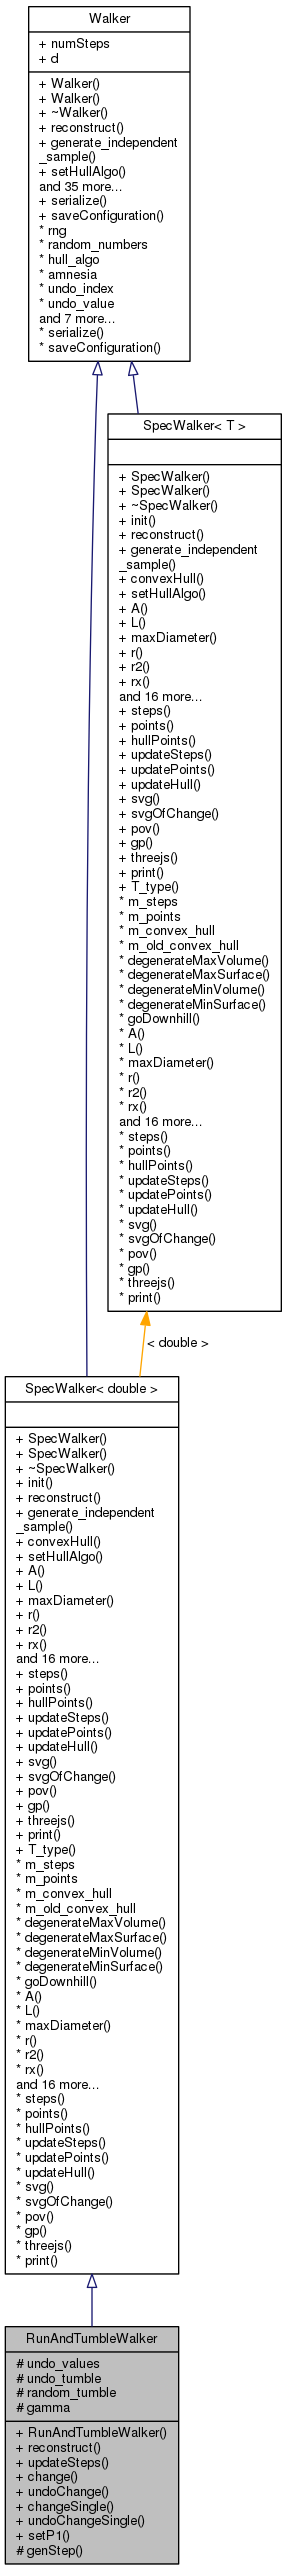 Walker
+ numSteps
+ d
+ Walker()
+ Walker()
+ ~Walker()
+ reconstruct()
+ generate_independent
_sample()
+ setHullAlgo()
and 35 more...
+ serialize()
+ saveConfiguration()
* rng
* random_numbers
* hull_algo
* amnesia
* undo_index
* undo_value
and 7 more...
* serialize()
* saveConfiguration()
SpecWalker< T >
+ SpecWalker()
+ SpecWalker()
+ ~SpecWalker()
+ init()
+ reconstruct()
+ generate_independent
_sample()
+ convexHull()
+ setHullAlgo()
+ A()
+ L()
+ maxDiameter()
+ r()
+ r2()
+ rx()
and 16 more...
+ steps()
+ points()
+ hullPoints()
+ updateSteps()
+ updatePoints()
+ updateHull()
+ svg()
+ svgOfChange()
+ pov()
+ gp()
+ threejs()
+ print()
+ T_type()
* m_steps
* m_points
* m_convex_hull
* m_old_convex_hull
* degenerateMaxVolume()
* degenerateMaxSurface()
* degenerateMinVolume()
* degenerateMinSurface()
* goDownhill()
* A()
* L()
* maxDiameter()
* r()
* r2()
* rx()
and 16 more...
* steps()
* points()
* hullPoints()
* updateSteps()
* updatePoints()
* updateHull()
* svg()
* svgOfChange()
* pov()
* gp()
* threejs()
* print()
< double >
SpecWalker< double >
+ SpecWalker()
+ SpecWalker()
+ ~SpecWalker()
+ init()
+ reconstruct()
+ generate_independent
_sample()
+ convexHull()
+ setHullAlgo()
+ A()
+ L()
+ maxDiameter()
+ r()
+ r2()
+ rx()
and 16 more...
+ steps()
+ points()
+ hullPoints()
+ updateSteps()
+ updatePoints()
+ updateHull()
+ svg()
+ svgOfChange()
+ pov()
+ gp()
+ threejs()
+ print()
+ T_type()
* m_steps
* m_points
* m_convex_hull
* m_old_convex_hull
* degenerateMaxVolume()
* degenerateMaxSurface()
* degenerateMinVolume()
* degenerateMinSurface()
* goDownhill()
* A()
* L()
* maxDiameter()
* r()
* r2()
* rx()
and 16 more...
* steps()
* points()
* hullPoints()
* updateSteps()
* updatePoints()
* updateHull()
* svg()
* svgOfChange()
* pov()
* gp()
* threejs()
* print()
RunAndTumbleWalker
# undo_values
# undo_tumble
# random_tumble
# gamma
+ RunAndTumbleWalker()
+ reconstruct()
+ updateSteps()
+ change()
+ undoChange()
+ changeSingle()
+ undoChangeSingle()
+ setP1()
# genStep()